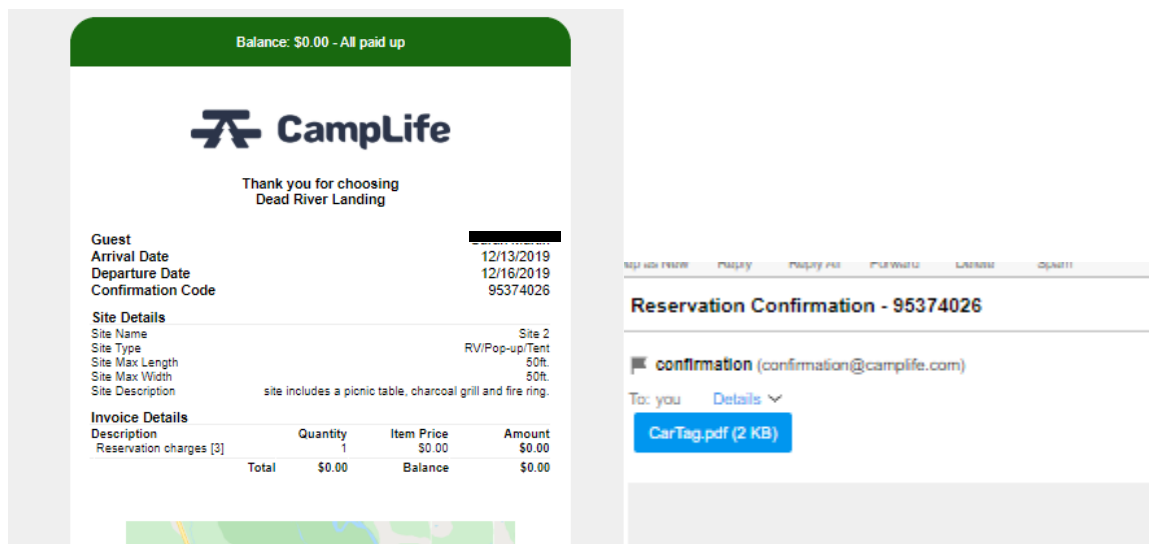 Balance: $0.00 - All paid up
CampLife
Thank you for choosing
Dead River Landing
Guest
Arrival Date 12/13/2019
Departure Date 12/16/2019
Confirmation Code 95374026
Site Details
Site Name Site 2
Site Type RV/Pop-up/Tent
Site Max Length 50ft.
Site Max Width 50ft.
Site Description site includes a picnic table, charcoal grill and fire ring.
Invoice Details
Description Quantity Item Price Amount
Reservation charges [3] 1 $0.00 $0.00
Total $0.00 Balance $0.00
as New Reply Reply All Forward Delete Spam
Reservation Confirmation - 95374026
confirmation (confirmation@camplife.com)
To: you Details
CarTag.pdf (2 KB)